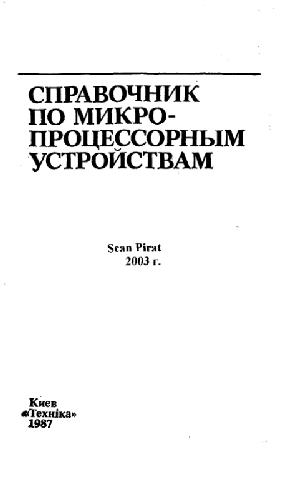 СПРАВОЧНИК
ПО МИКРО-
ПРОЦЕССОРНЫМ
УСТРОЙСТВАМ
Scan Pirat
2003 г.
Киев
«Техніка»
1987